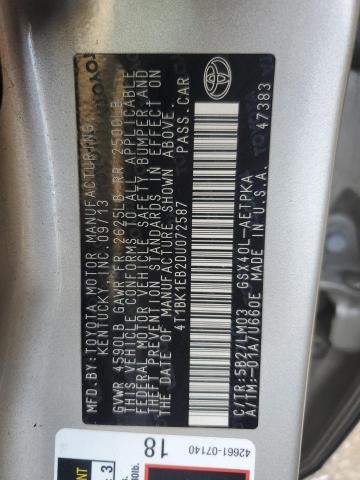 MFD.BY:TOYOTA MOTOR MANUFACTURING,
KENTUCKY, INC. 09/13
GVWR 4590LB GAWR FR 2625LB RR 2500LB
THIS VEHICLE CONFORMS TO ALL APPLICABLE
FEDERAL MOTOR VEHICLE SAFETY, BUMPER, AND
THEFT PREVENTION STANDARDS IN EFFECT ON
THE DATE OF MANUFACTURE SHOWN ABOVE.
4T1BK1EB2DU072587 PASS.CAR
C/TR:5B2/LM03 GSX40L-AETPKA
A/TM:-01A/U660E MADE IN U.S.A. 47383
TOYOTA
42661-07140
18